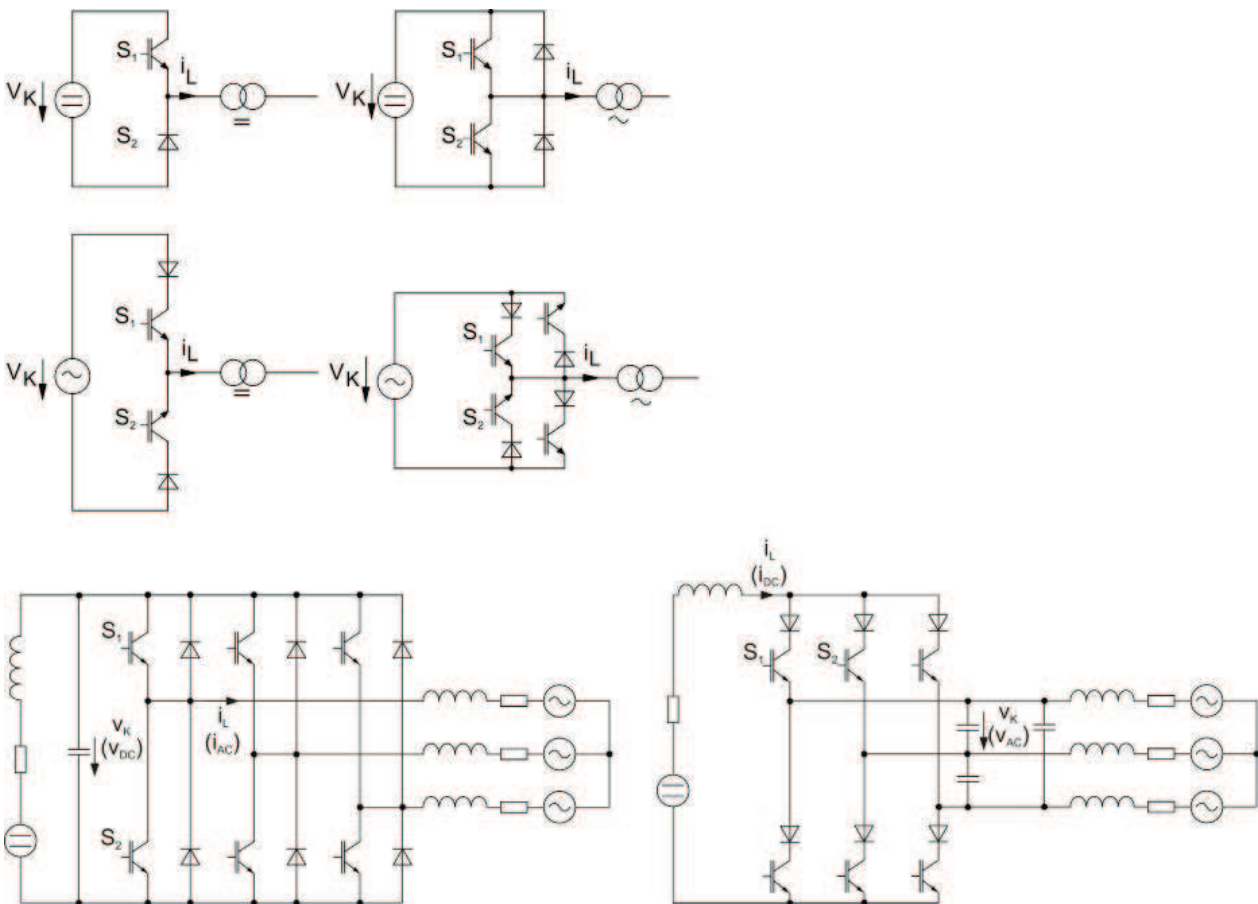 S1
iL
VK
=
S2
S1
iL
VK
~
S2
S1
iL
VK
=
S2
S1
iL
VK
~
S2
S1
iL
(iAC)
vK
(vDC)
S2
iL
(iDC)
S1
S2
vK
(vAC)